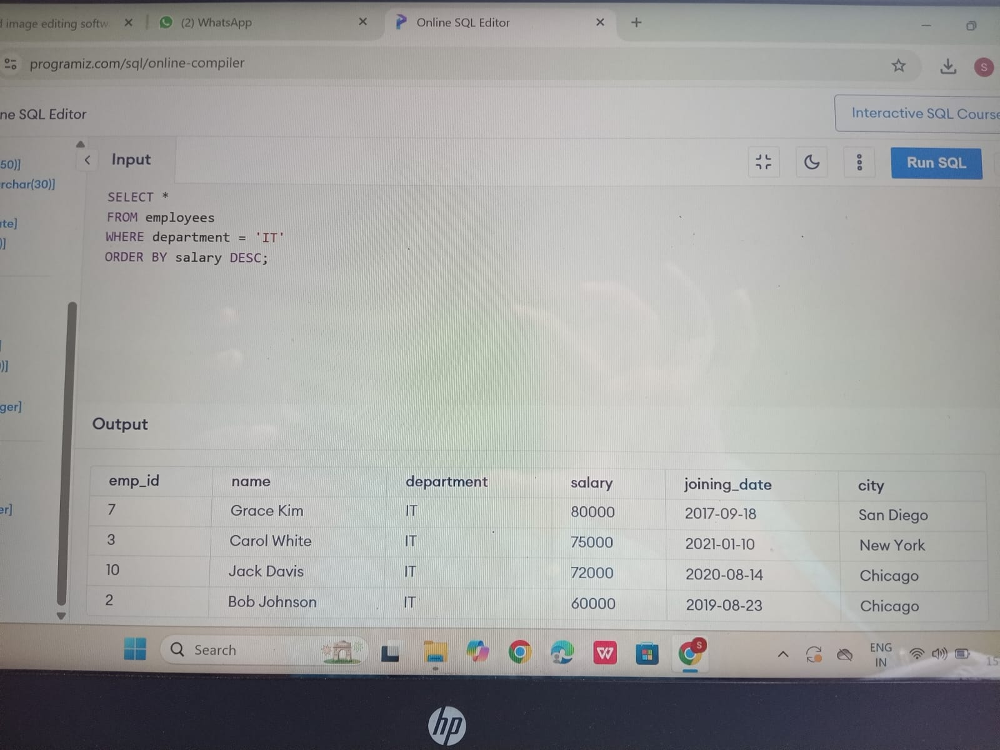 image editing softw
(2) WhatsApp
Online SQL Editor
programiz.com/sql/online-compiler
S
ne SQL Editor
Interactive SQL Course
50)]
rchar(30)]
te]
)]
]
)]
ger]
er]
Input
Run SQL
SELECT *
FROM employees
WHERE department = 'IT'
ORDER BY salary DESC;
Output
emp_id name department salary joining_date city
7 Grace Kim IT 80000 2017-09-18 San Diego
3 Carol White IT 75000 2021-01-10 New York
10 Jack Davis IT 72000 2020-08-14 Chicago
2 Bob Johnson IT 60000 2019-08-23 Chicago
Search
W
S
ENG
IN
15
hp